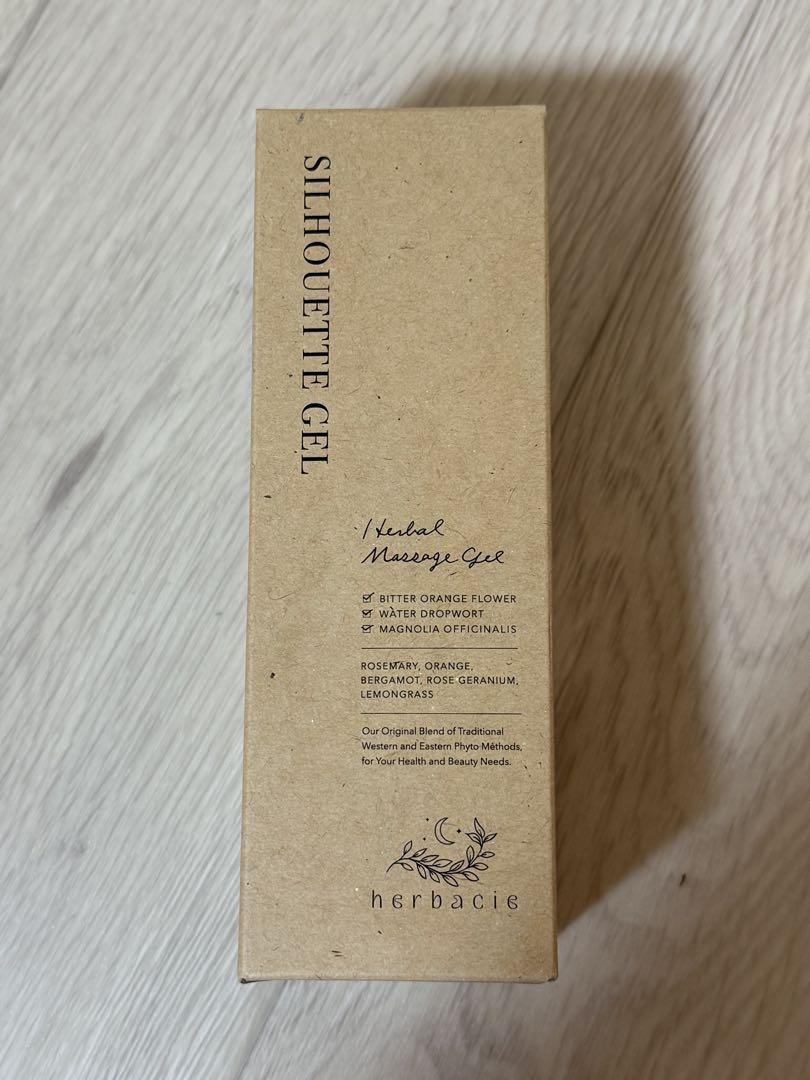 SILHOUETTE GEL
Herbal
Massage Gel
BITTER ORANGE FLOWER
WATER DROPWORT
MAGNOLIA OFFICINALIS
ROSEMARY, ORANGE,
BERGAMOT, ROSE GERANIUM,
LEMONGRASS
Our Original Blend of Traditional
Western and Eastern Phyto Méthods,
for Your Health and Beauty Needs.
herbacie